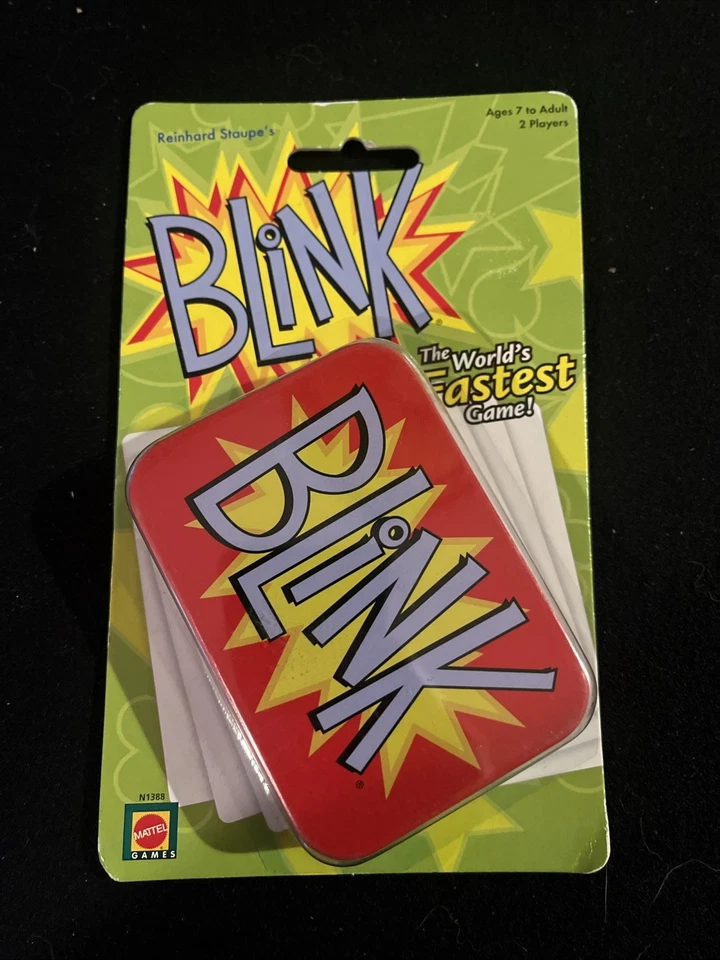 Reinhard Staupe's
Ages 7 to Adult
2 Players
BLiNK
The World's
Fastest
Game!
BLiNK
N1388
MATTEL
GAMES